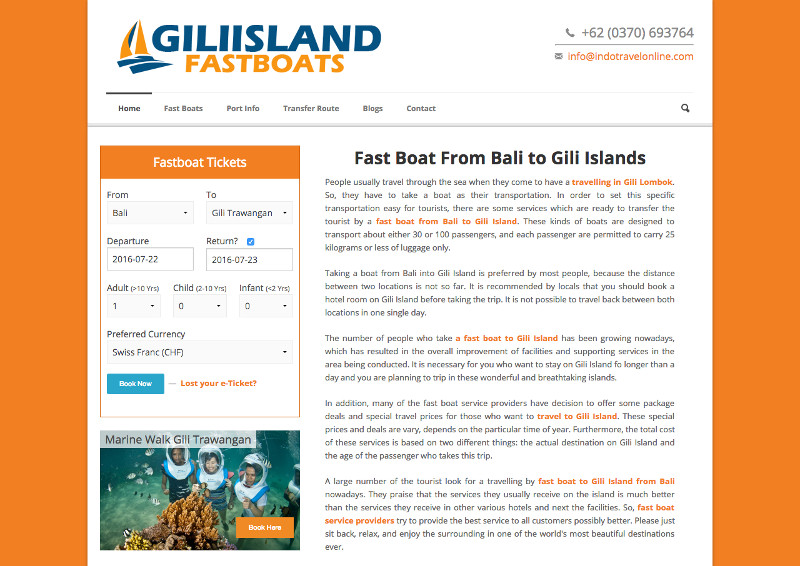 GILIISLAND
FASTBOATS
+62 (0370) 693764
info@indotravelonline.com
Home Fast Boats Port Info Transfer Route Blogs Contact
Fastboat Tickets
From To
Bali Gili Trawangan
Departure Return?
2016-07-22 2016-07-23
Adult (>10 Yrs) Child (2-10 Yrs) Infant (<2 Yrs)
1 0 0
Preferred Currency
Swiss Franc (CHF)
Book Now — Lost your e-Ticket?
Marine Walk Gili Trawangan
Book Here
Fast Boat From Bali to Gili Islands
People usually travel through the sea when they come to have a travelling in Gili Lombok.
So, they have to take a boat as their transportation. In order to set this specific
transportation easy for tourists, there are some services which are ready to transfer the
tourist by a fast boat from Bali to Gili Island. These kinds of boats are designed to
transport about either 30 or 100 passengers, and each passenger are permitted to carry 25
kilograms or less of luggage only.
Taking a boat from Bali into Gili Island is preferred by most people, because the distance
between two locations is not so far. It is recommended by locals that you should book a
hotel room on Gili Island before taking the trip. It is not possible to travel back between both
locations in one single day.
The number of people who take a fast boat to Gili Island has been growing nowadays,
which has resulted in the overall improvement of facilities and supporting services in the
area being conducted. It is necessary for you who want to stay on Gili Island fo longer than a
day and you are planning to trip in these wonderful and breathtaking islands.
In addition, many of the fast boat service providers have decision to offer some package
deals and special travel prices for those who want to travel to Gili Island. These special
prices and deals are vary, depends on the particular time of year. Furthermore, the total cost
of these services is based on two different things: the actual destination on Gili Island and
the age of the passenger who takes this trip.
A large number of the tourist look for a travelling by fast boat to Gili Island from Bali
nowadays. They praise that the services they usually receive on the island is much better
than the services they receive in other various hotels and next the facilities. So, fast boat
service providers try to provide the best service to all customers possibly better. Please just
sit back, relax, and enjoy the surrounding in one of the world's most beautiful destinations
ever.